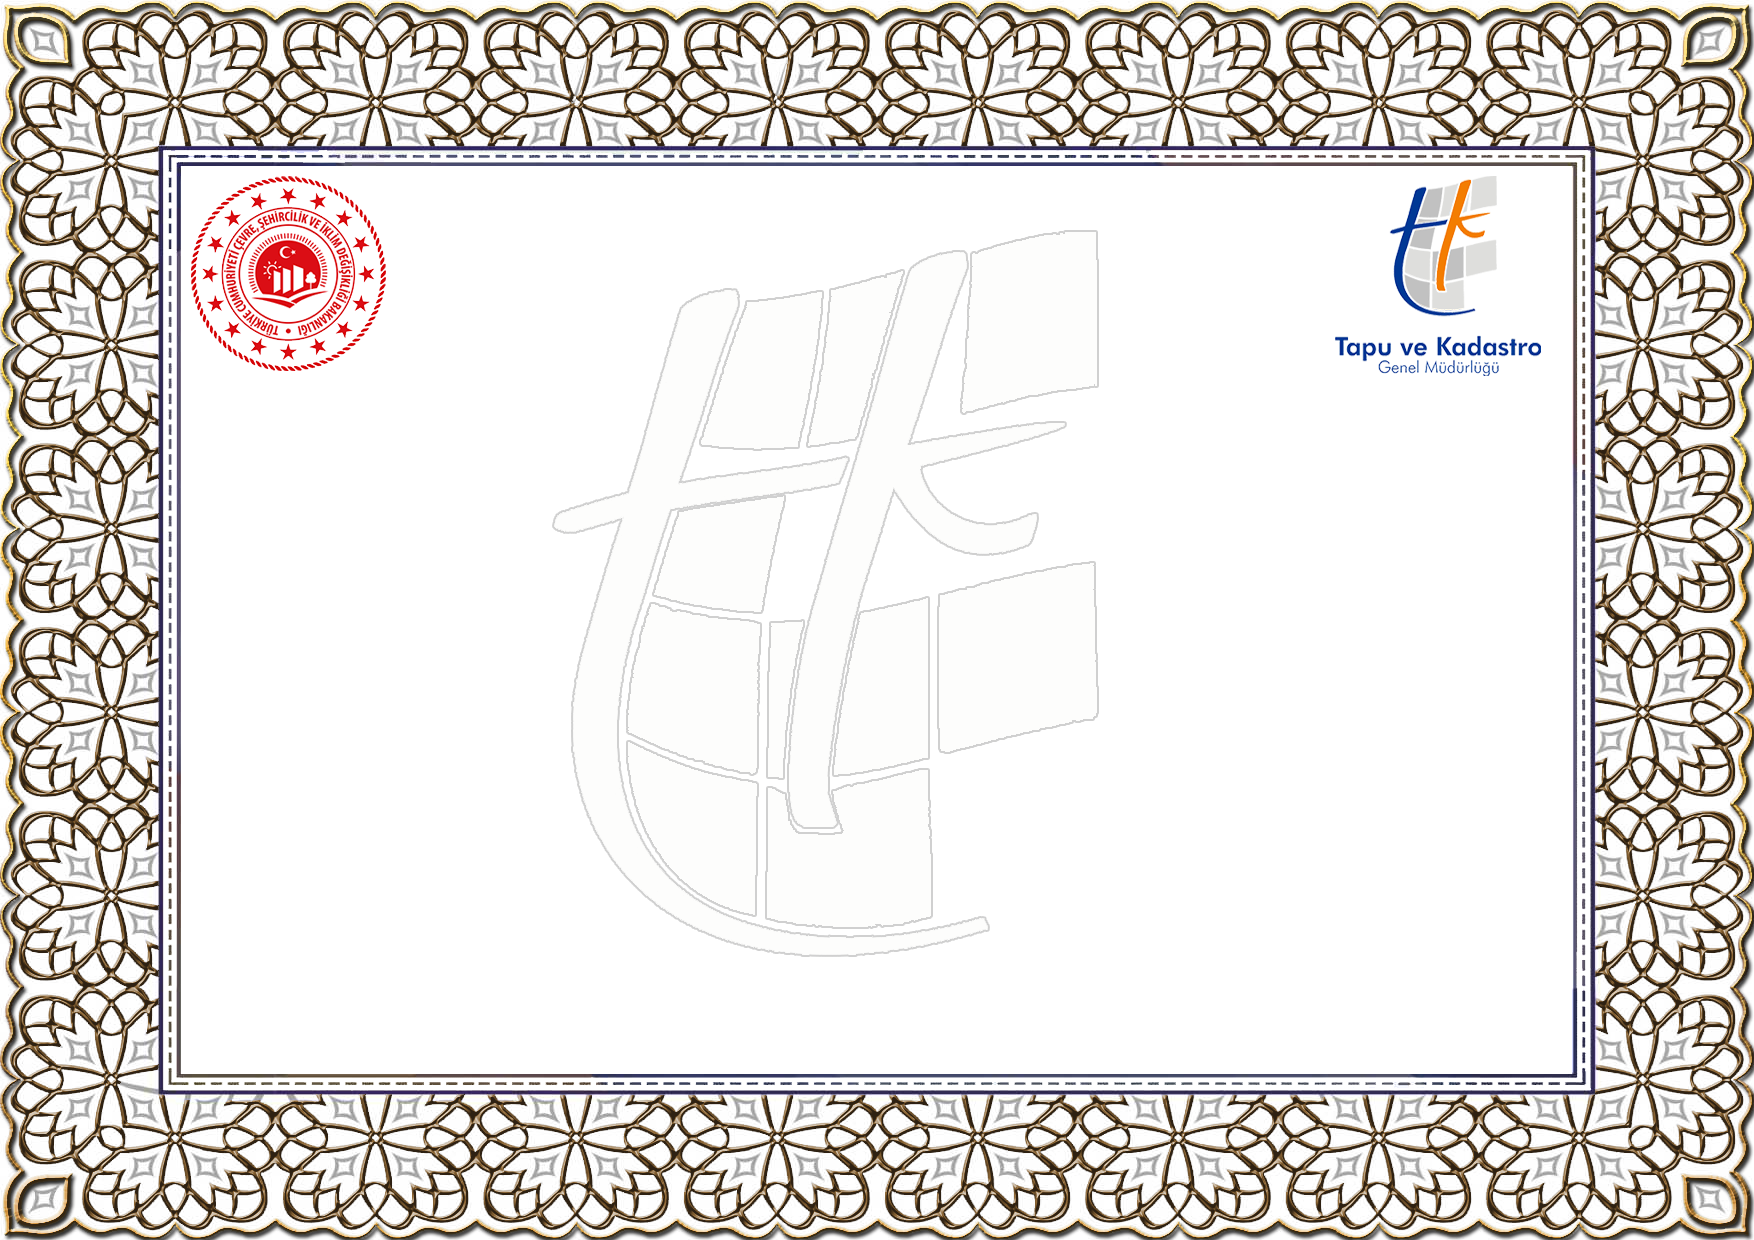 TÜRKİYE CUMHURİYETİ ÇEVRE, ŞEHİRCİLİK VE İKLİM DEĞİŞİKLİĞİ BAKANLIĞI
Tapu ve Kadastro
Genel Müdürlüğü